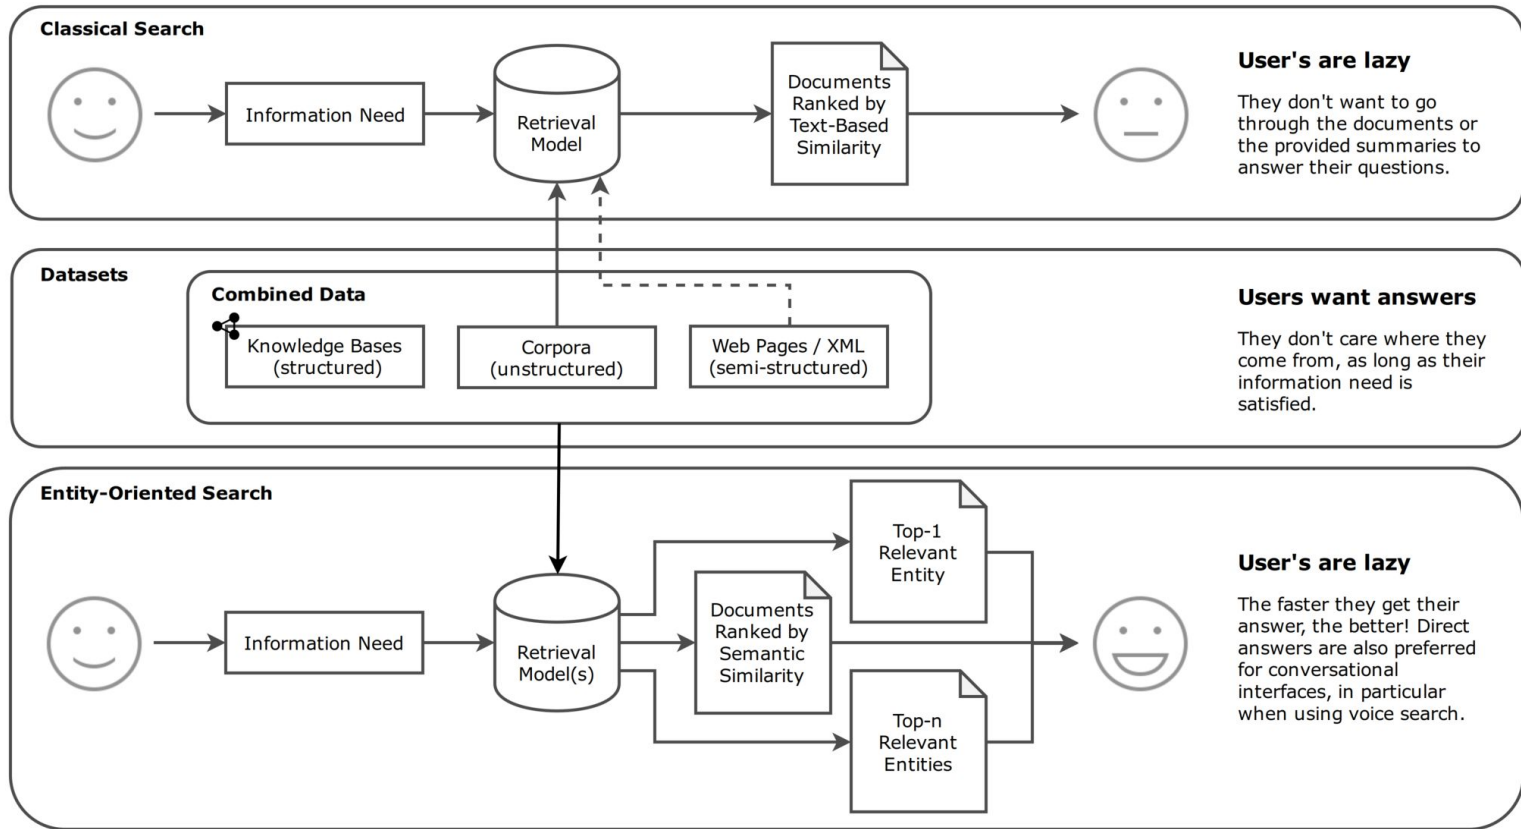 Classical Search
Information Need
Retrieval
Model
Documents
Ranked by
Text-Based
Similarity
User's are lazy
They don't want to go
through the documents or
the provided summaries to
answer their questions.
Datasets
Combined Data
Knowledge Bases
(structured)
Corpora
(unstructured)
Web Pages / XML
(semi-structured)
Users want answers
They don't care where they
come from, as long as their
information need is
satisfied.
Entity-Oriented Search
Information Need
Retrieval
Model(s)
Documents
Ranked by
Semantic
Similarity
Top-1
Relevant
Entity
Top-n
Relevant
Entities
User's are lazy
The faster they get their
answer, the better! Direct
answers are also preferred
for conversational
interfaces, in particular
when using voice search.